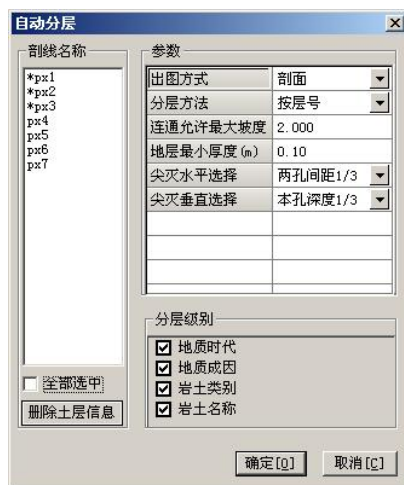 自动分层
剖线名称
*px1
*px2
*px3
px4
px5
px6
px7
全部选中
删除土层信息
参数
出图方式 剖面
分层方法 按层号
连通允许最大坡度 2.000
地层最小厚度(m) 0.10
尖灭水平选择 两孔间距1/3
尖灭垂直选择 本孔深度1/3
分层级别
地质时代
地质成因
岩土类别
岩土名称
确定[O] 取消[C]